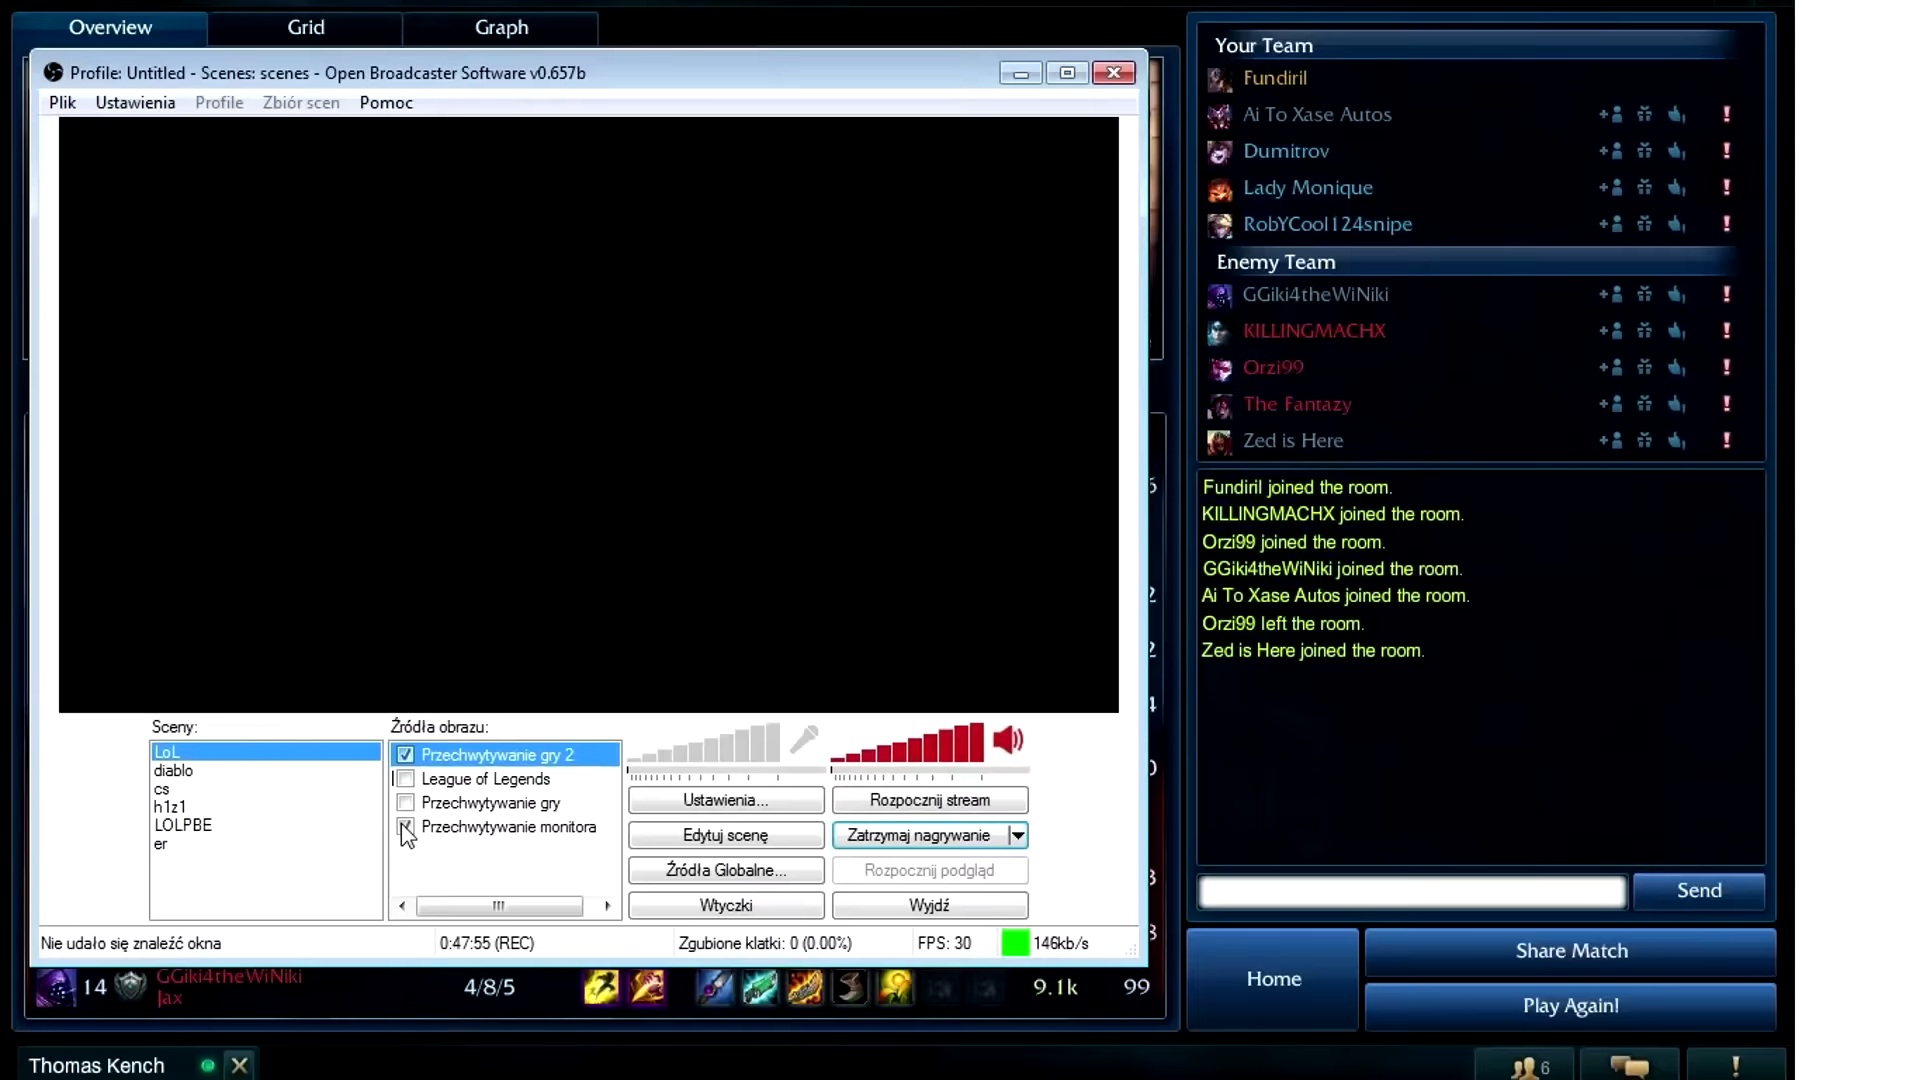 Overview
Grid
Graph
Profile: Untitled - Scenes: scenes - Open Broadcaster Software v0.657b
Plik
Ustawienia
Profile
Zbiór scen
Pomoc
Sceny:
LoL
diablo
cs
h1z1
LOLPBE
er
Źródła obrazu:
Przechwytywanie gry 2
League of Legends
Przechwytywanie gry
Przechwytywanie monitora
Ustawienia...
Rozpocznij stream
Edytuj scenę
Zatrzymaj nagrywanie
Źródła Globalne...
Rozpocznij podgląd
Wtyczki
Wyjdź
Nie udało się znaleźć okna
0:47:55 (REC)
Zgubione klatki: 0 (0.00%)
FPS: 30
146kb/s
14
GGiki4theWiNiki
Jax
4/8/5
9.1k
99
Your Team
Fundiril
Ai To Xase Autos
Dumitrov
Lady Monique
RobYCool124snipe
Enemy Team
GGiki4theWiNiki
KILLINGMACHX
Orzi99
The Fantazy
Zed is Here
Fundiril joined the room.
KILLINGMACHX joined the room.
Orzi99 joined the room.
GGiki4theWiNiki joined the room.
Ai To Xase Autos joined the room.
Orzi99 left the room.
Zed is Here joined the room.
Send
Home
Share Match
Play Again!
Thomas Kench
6